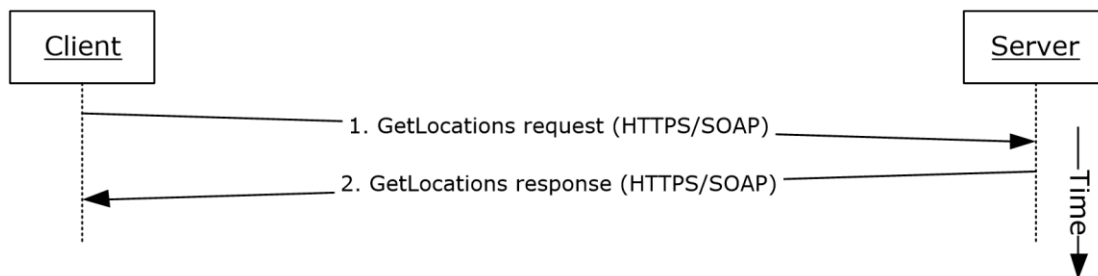 Client
Server
1. GetLocations request (HTTPS/SOAP)
2. GetLocations response (HTTPS/SOAP)
Time